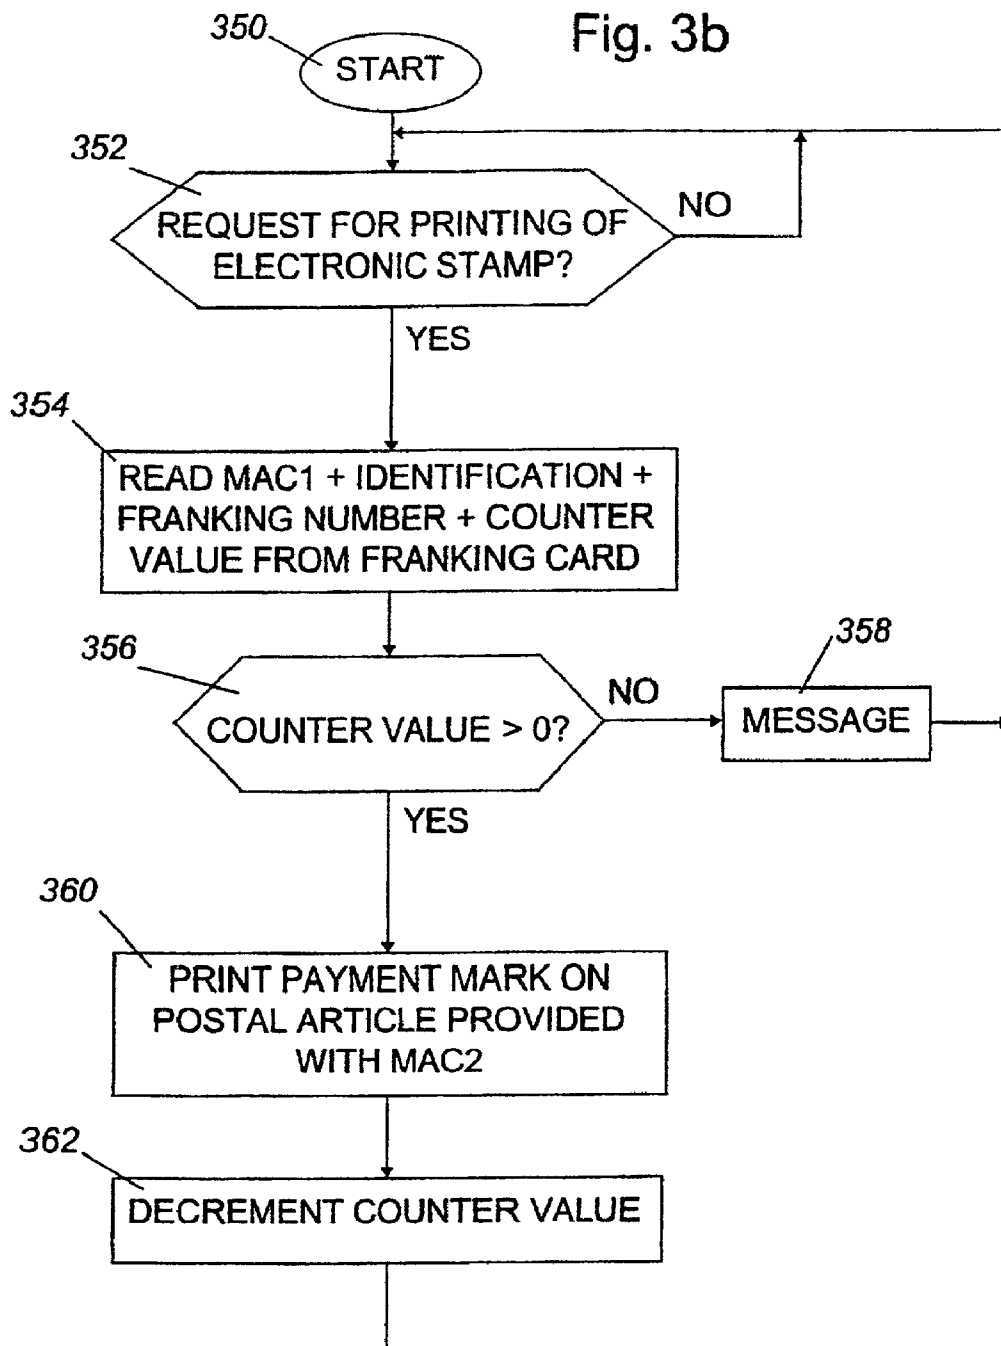 Fig. 3b
350
START
352
REQUEST FOR PRINTING OF
ELECTRONIC STAMP?
NO
YES
354
READ MAC1 + IDENTIFICATION +
FRANKING NUMBER + COUNTER
VALUE FROM FRANKING CARD
356
COUNTER VALUE > 0?
NO
358
MESSAGE
YES
360
PRINT PAYMENT MARK ON
POSTAL ARTICLE PROVIDED
WITH MAC2
362
DECREMENT COUNTER VALUE